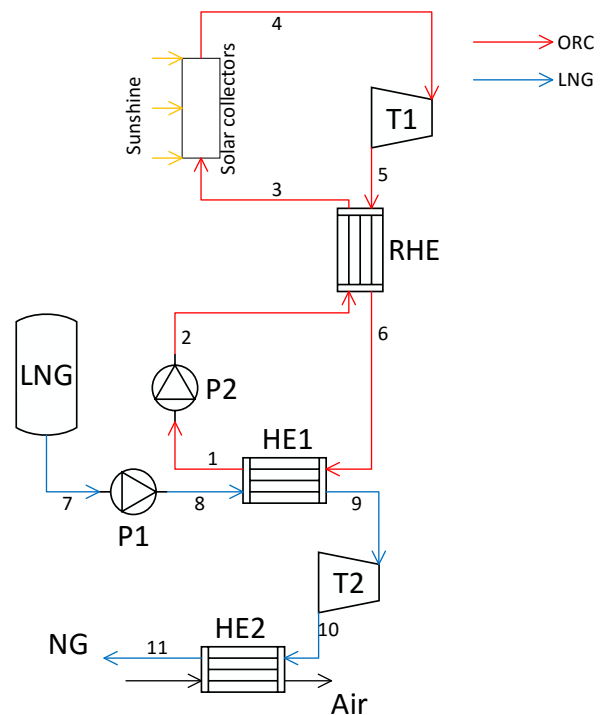 4
ORC
LNG
Sunshine
Solar collectors
T1
5
3
RHE
6
2
LNG
P2
HE1
1
7
8
9
P1
T2
10
HE2
NG
11
Air